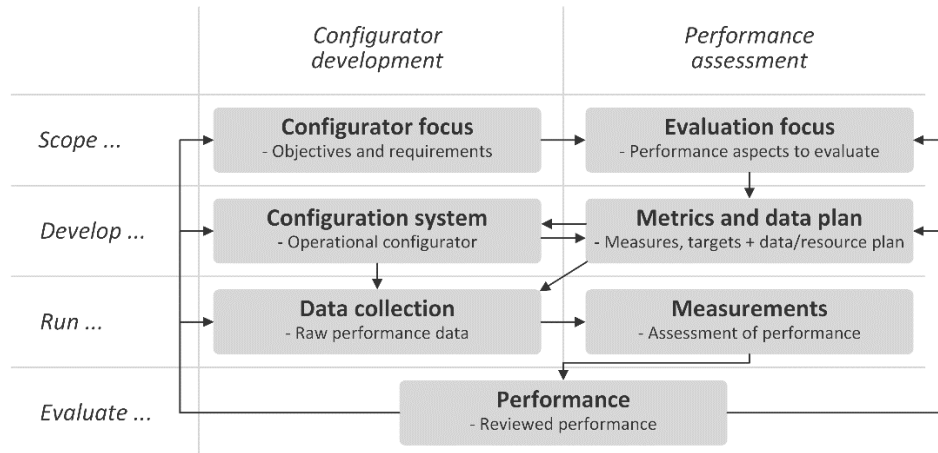 Configurator
development
Performance
assessment
Scope ...
Configurator focus
- Objectives and requirements
Evaluation focus
- Performance aspects to evaluate
Develop ...
Configuration system
- Operational configurator
Metrics and data plan
- Measures, targets + data/resource plan
Run ...
Data collection
- Raw performance data
Measurements
- Assessment of performance
Evaluate ...
Performance
- Reviewed performance